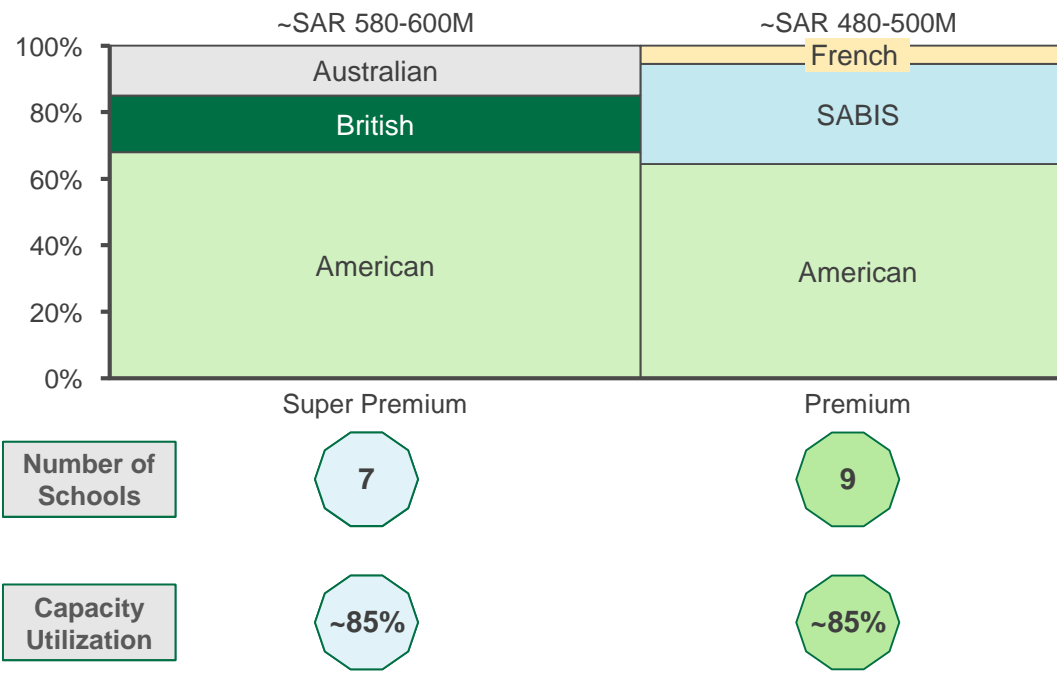 ~SAR 580-600M
~SAR 480-500M
100%
80%
60%
40%
20%
0%
Australian
British
American
French
SABIS
American
Super Premium
Premium
Number of
Schools
7
9
Capacity
Utilization
~85%
~85%